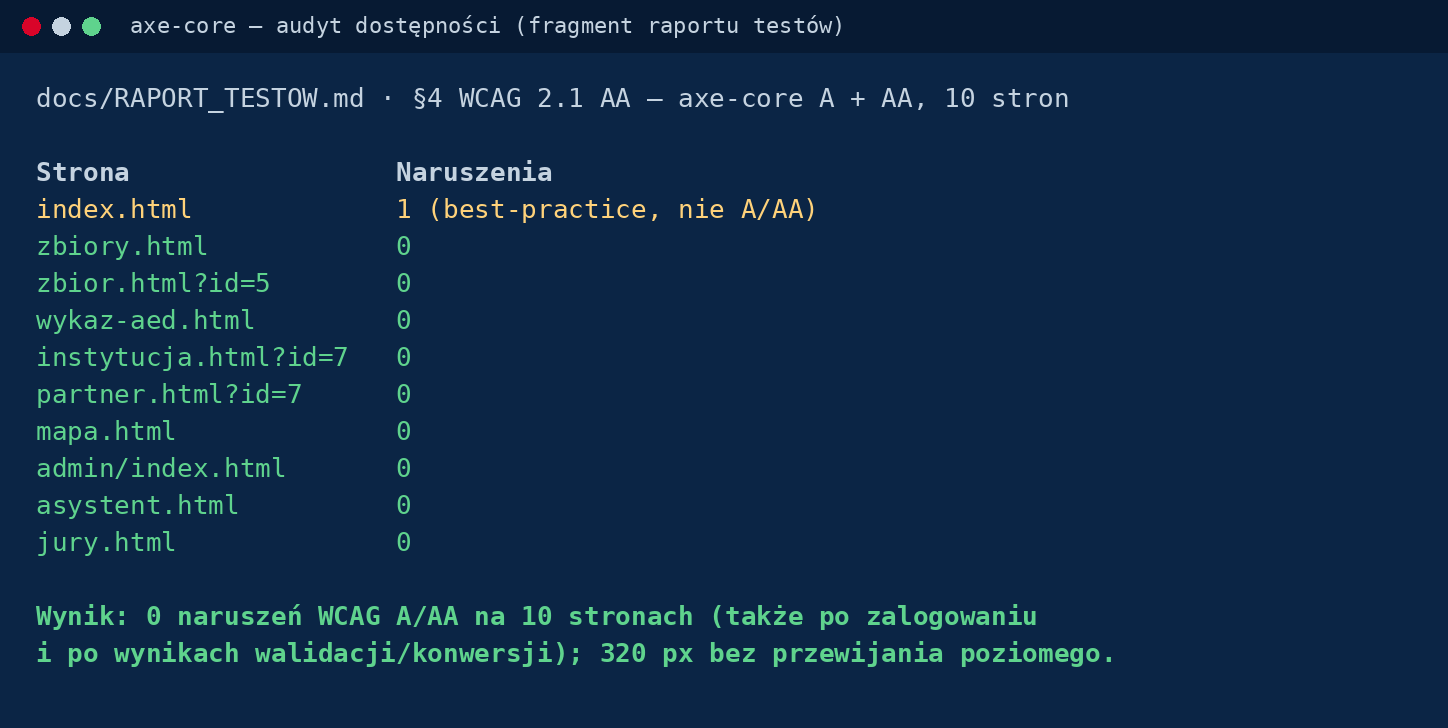 axe-core — audyt dostępności (fragment raportu testów)
docs/RAPORT_TESTOW.md · §4 WCAG 2.1 AA — axe-core A + AA, 10 stron
Strona Naruszenia
index.html 1 (best-practice, nie A/AA)
zbiory.html 0
zbior.html?id=5 0
wykaz-aed.html 0
instytucja.html?id=7 0
partner.html?id=7 0
mapa.html 0
admin/index.html 0
asystent.html 0
jury.html 0
Wynik: 0 naruszeń WCAG A/AA na 10 stronach (także po zalogowaniu
i po wynikach walidacji/konwersji); 320 px bez przewijania poziomego.